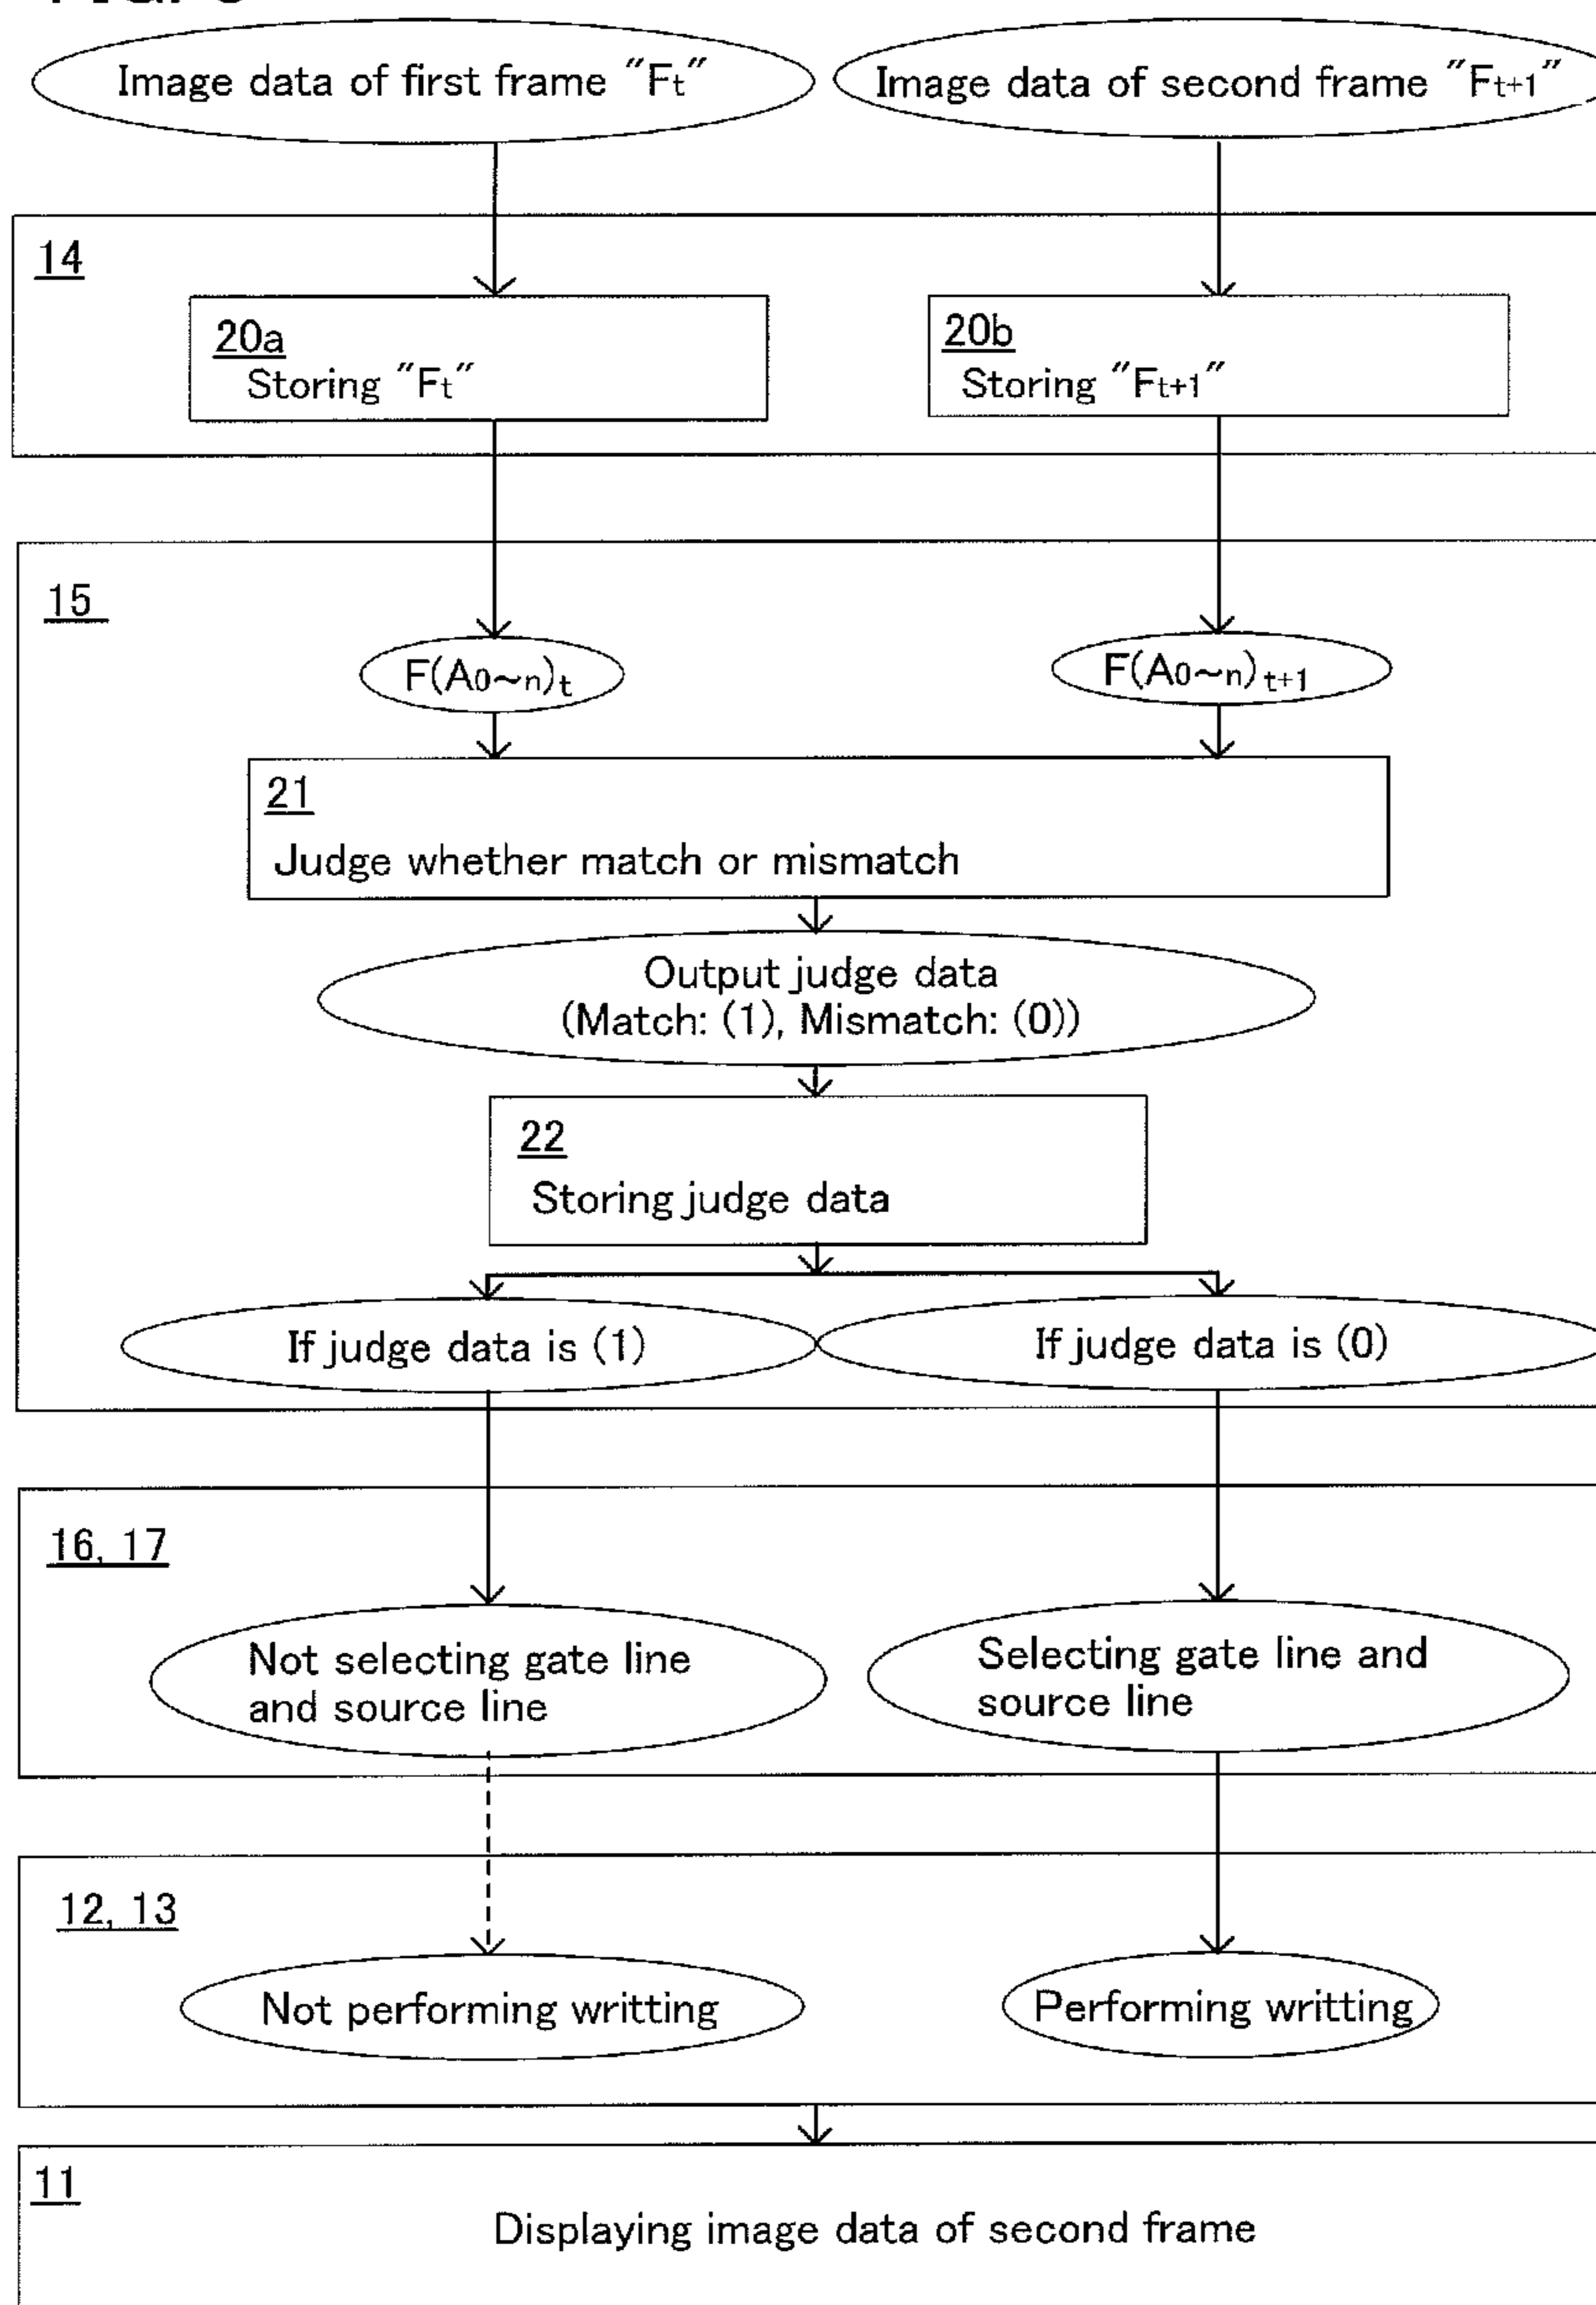 Image data of first frame "Ft"
Image data of second frame "Ft+1"
14
20a
Storing "Ft"
20b
Storing "Ft+1"
15
F(A0~n)t
F(A0~n)t+1
21
Judge whether match or mismatch
Output judge data
(Match: (1), Mismatch: (0))
22
Storing judge data
If judge data is (1)
If judge data is (0)
16, 17
Not selecting gate line
and source line
Selecting gate line and
source line
12, 13
Not performing writting
Performing writting
11
Displaying image data of second frame